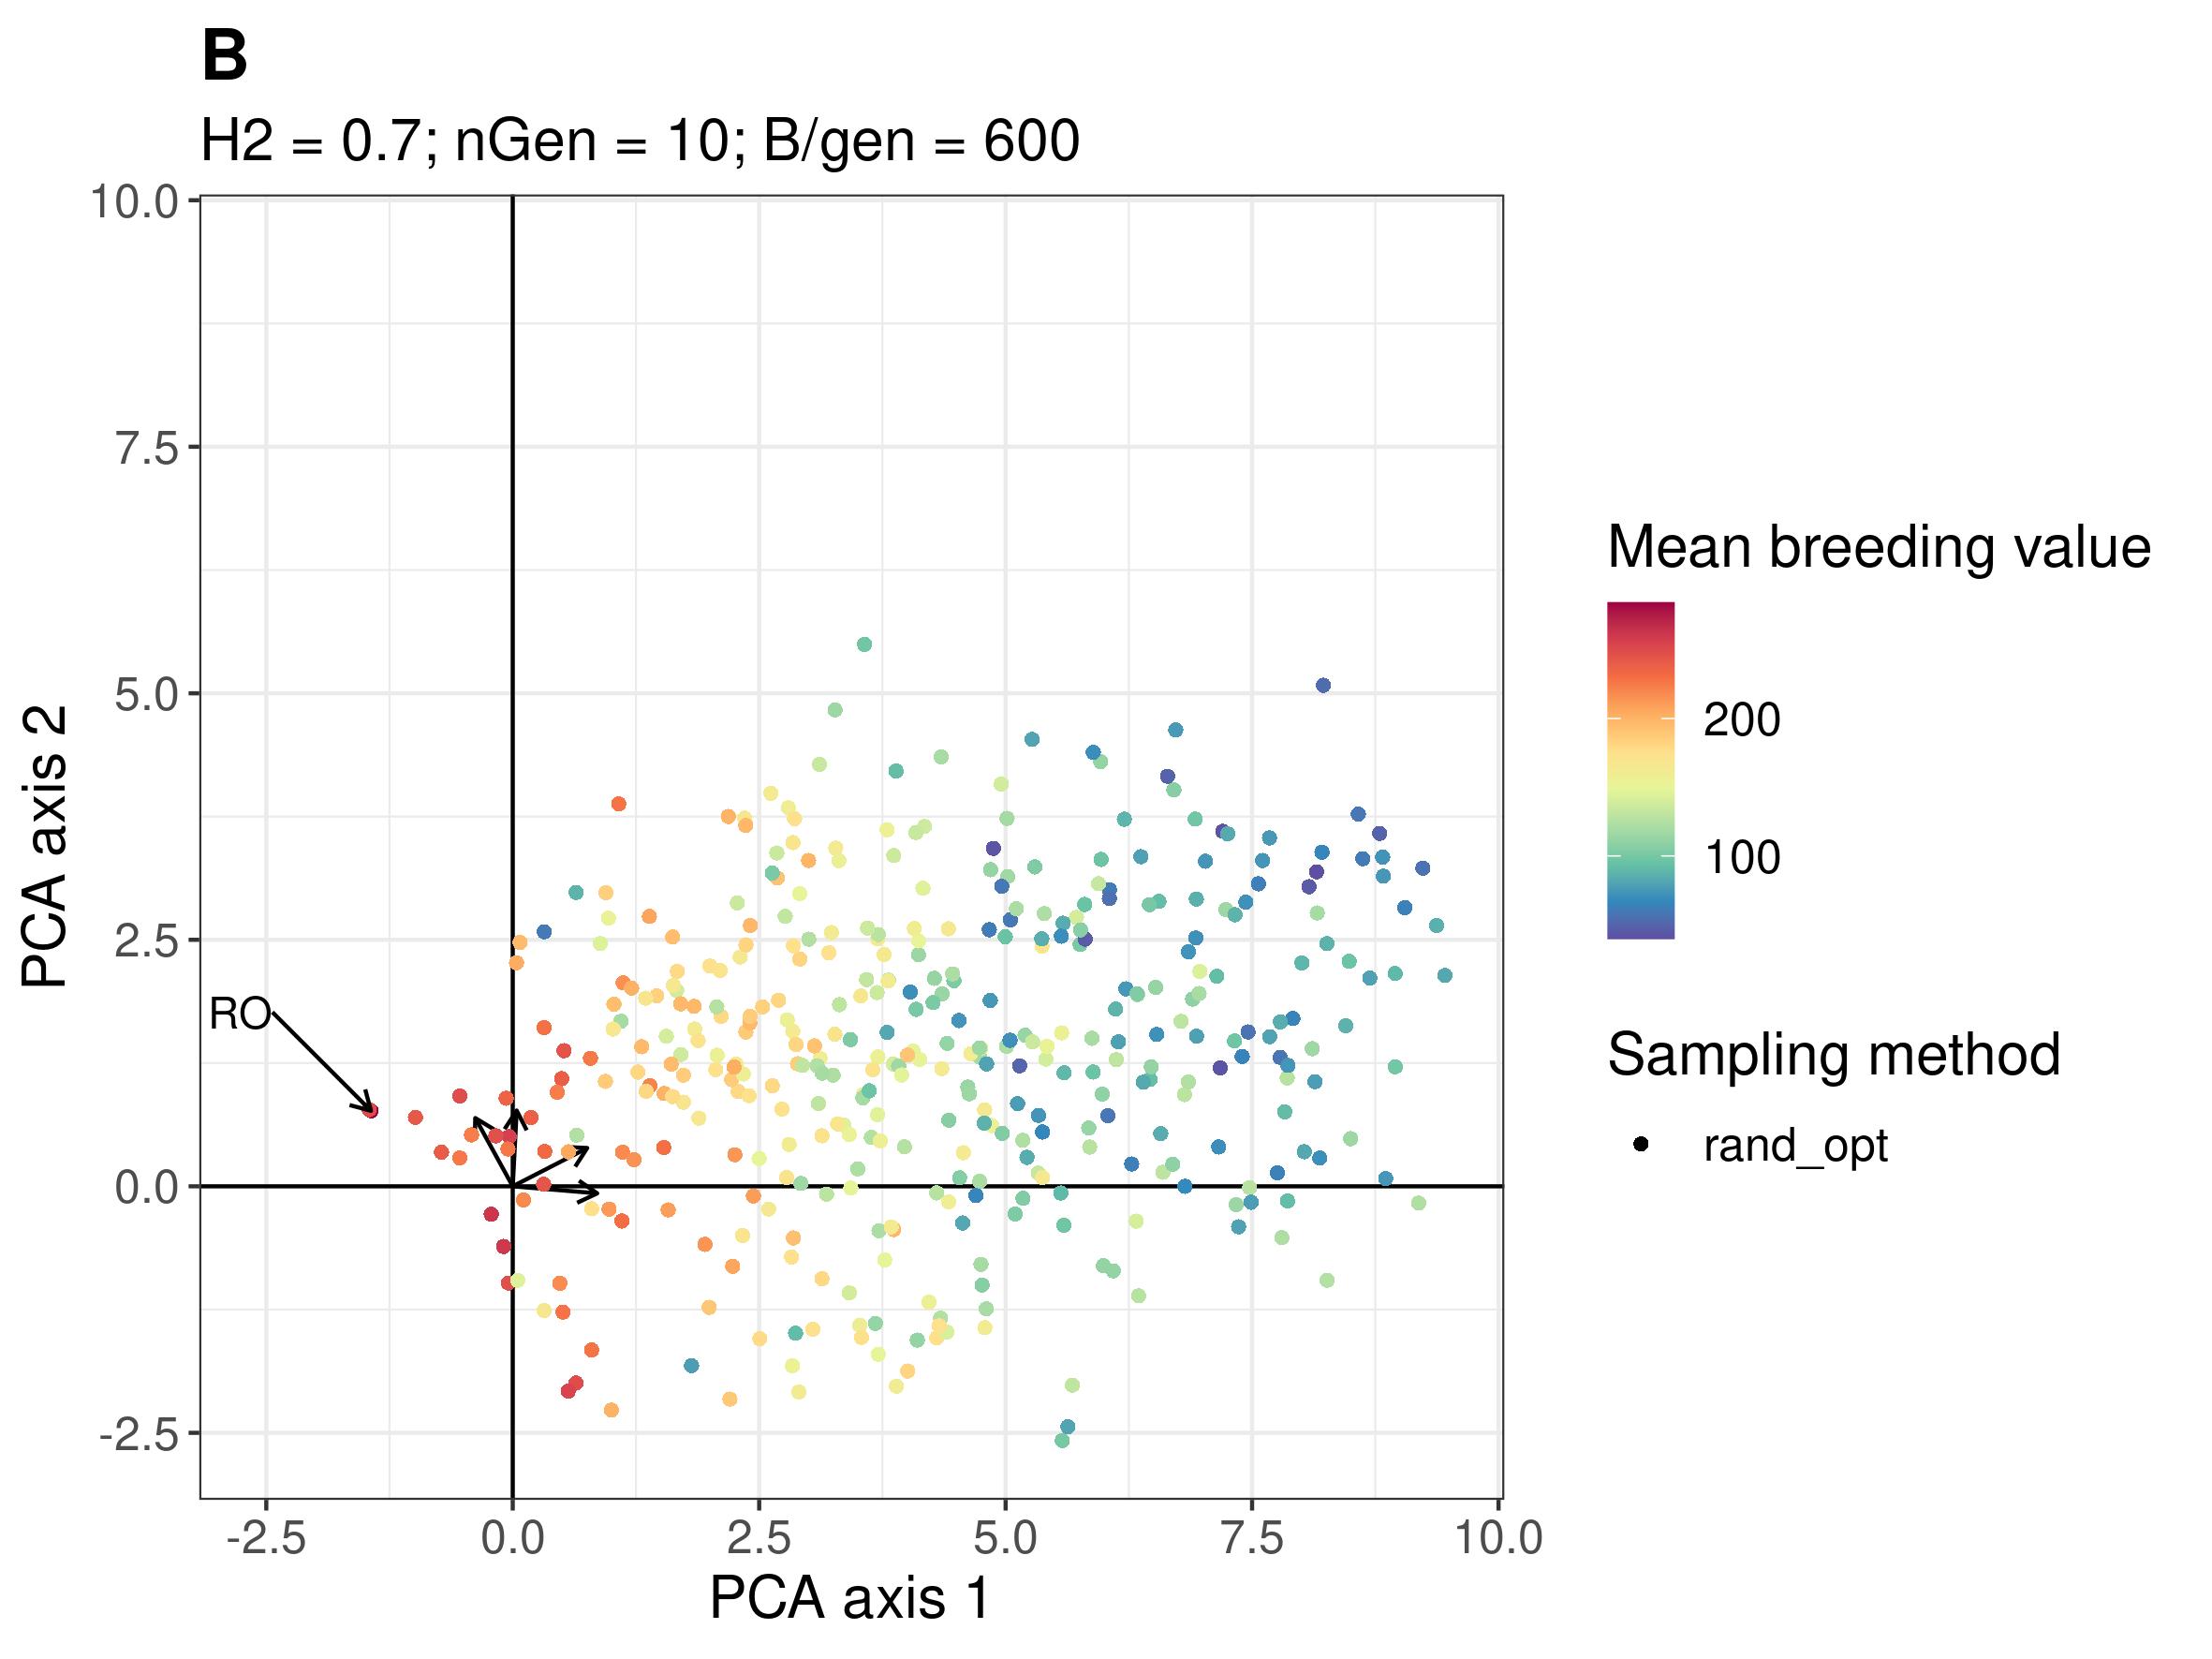 B
H2 = 0.7; nGen = 10; B/gen = 600
10.0
7.5
5.0
2.5
0.0
-2.5
PCA axis 2
RO
-2.5
0.0
2.5
5.0
7.5
10.0
PCA axis 1
Mean breeding value
200
100
Sampling method
rand_opt